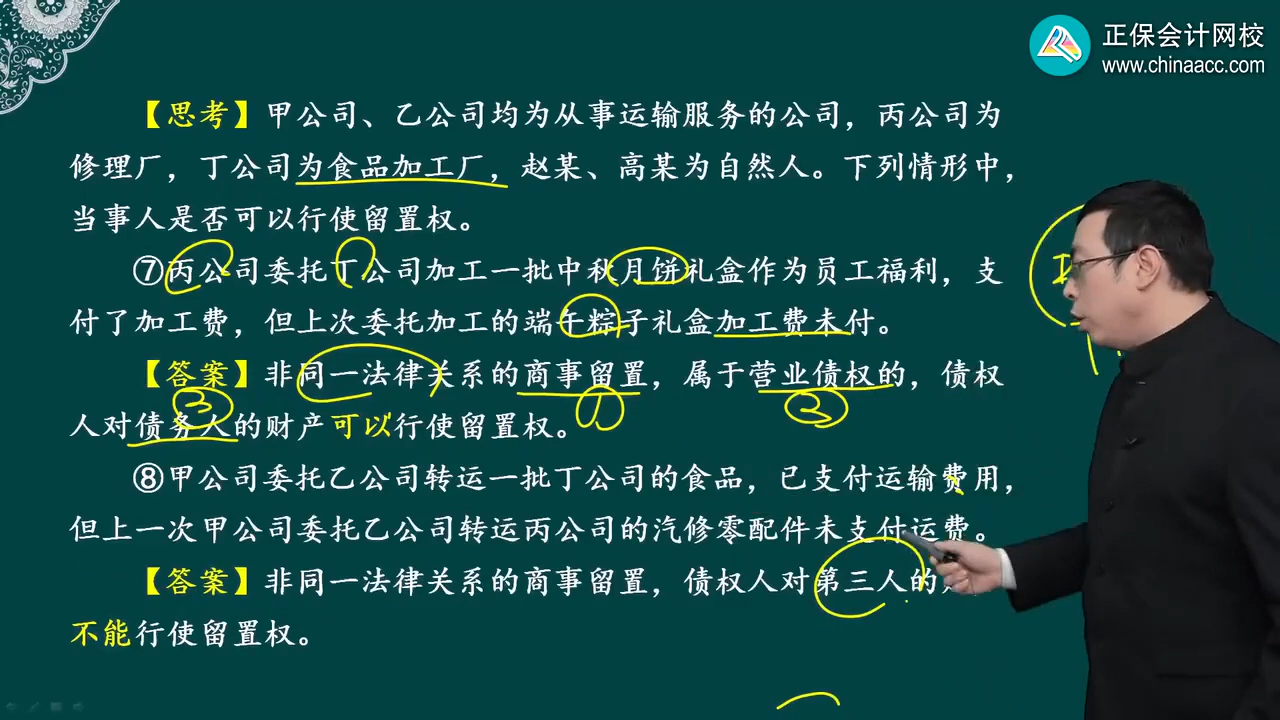 正保会计网校
www.chinaacc.com
【思考】甲公司、乙公司均为从事运输服务的公司，丙公司为
修理厂，丁公司为食品加工厂，赵某、高某为自然人。下列情形中，
当事人是否可以行使留置权。
⑦丙公司委托丁公司加工一批中秋月饼礼盒作为员工福利，支
付了加工费，但上次委托加工的端午粽子礼盒加工费未付。
【答案】非同一法律关系的商事留置，属于营业债权的，债权
人对债务人的财产可以行使留置权。
③
①
②
⑧甲公司委托乙公司转运一批丁公司的食品，已支付运输费用，
但上一次甲公司委托乙公司转运丙公司的汽修零配件未支付运费。
【答案】非同一法律关系的商事留置，债权人对第三人的
不能行使留置权。